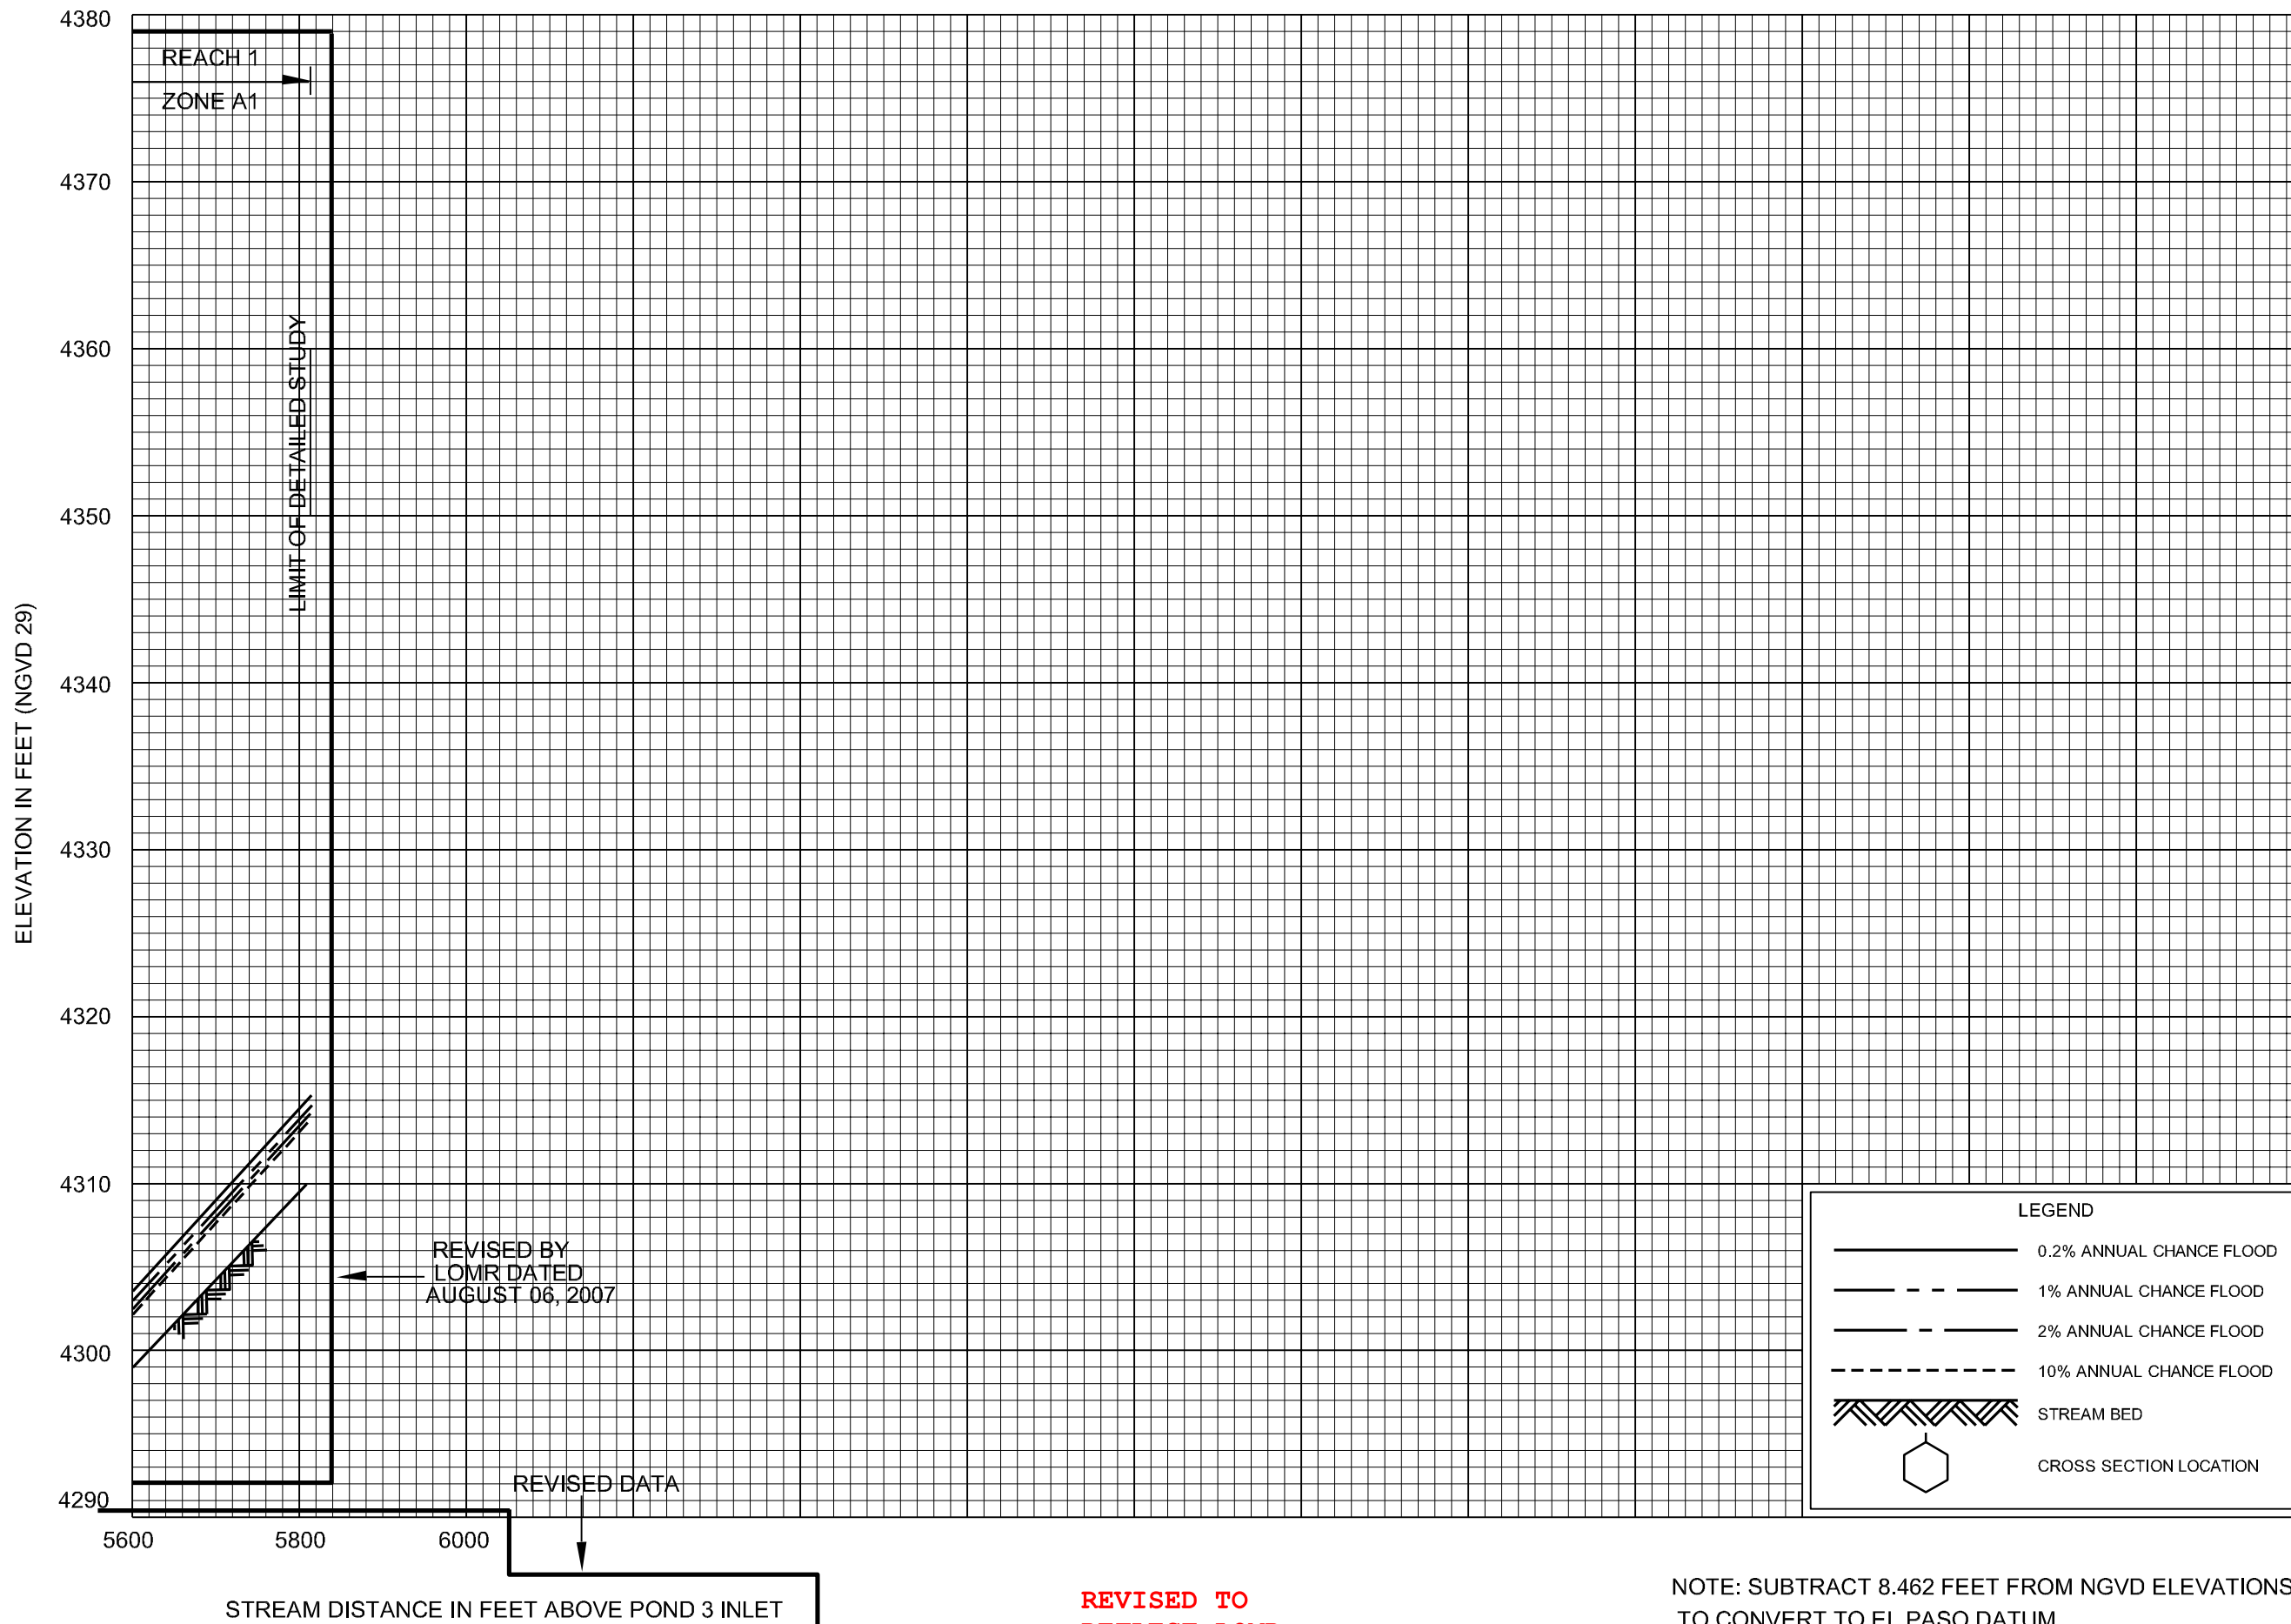 4380
REACH 1
ZONE A1
4370
4360
LIMIT OF DETAILED STUDY
4350
4340
4330
4320
4310
4300
4290
ELEVATION IN FEET (NGVD 29)
REVISED BY
LOMR DATED
AUGUST 06, 2007
REVISED DATA
5600
5800
6000
STREAM DISTANCE IN FEET ABOVE POND 3 INLET
LEGEND
0.2% ANNUAL CHANCE FLOOD
1% ANNUAL CHANCE FLOOD
2% ANNUAL CHANCE FLOOD
10% ANNUAL CHANCE FLOOD
STREAM BED
CROSS SECTION LOCATION
REVISED TO
NOTE: SUBTRACT 8.462 FEET FROM NGVD ELEVATIONS
TO CONVERT TO EL PASO DATUM